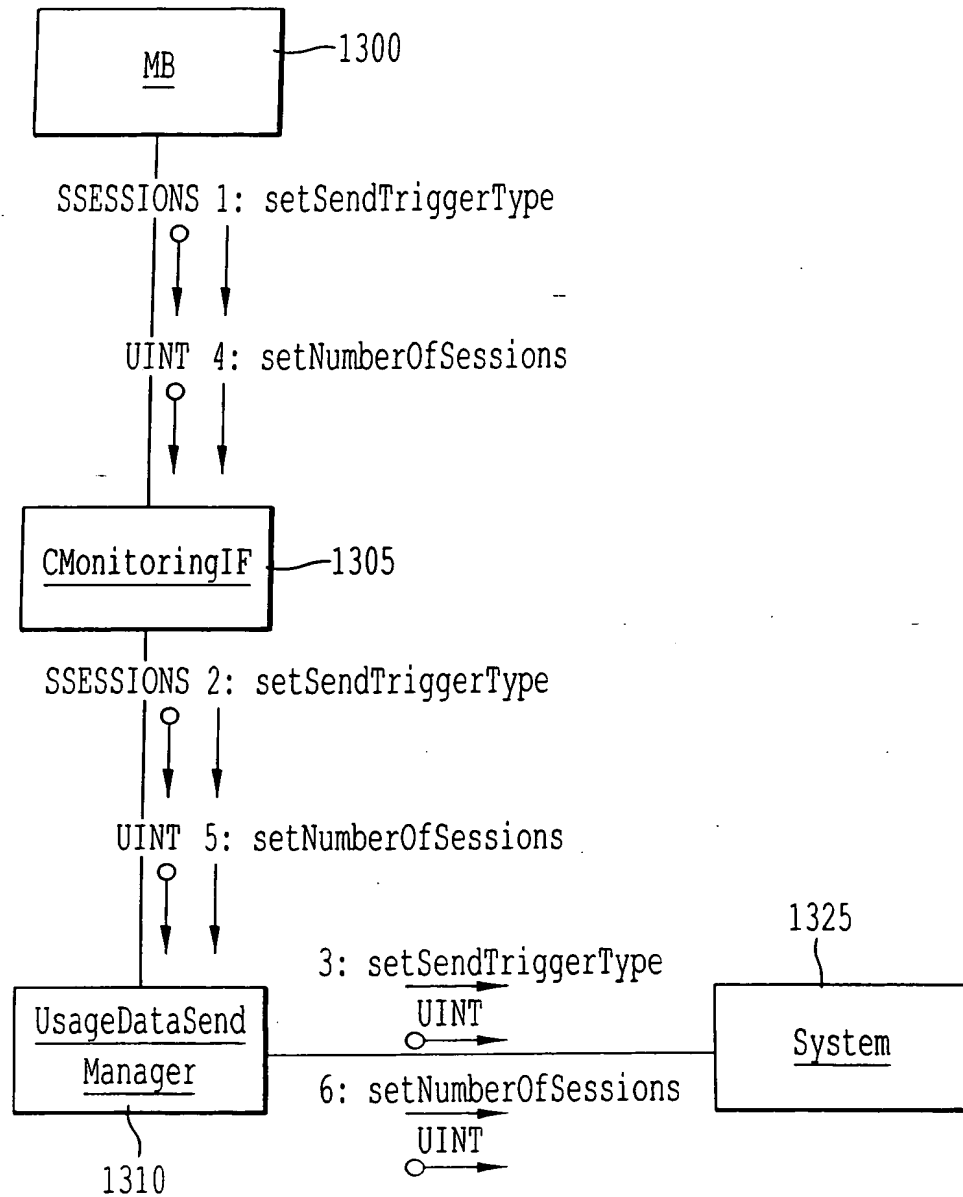 MB
1300
SSESSIONS 1: setSendTriggerType
UINT 4: setNumberOfSessions
CMonitoringIF
1305
SSESSIONS 2: setSendTriggerType
UINT 5: setNumberOfSessions
1325
3: setSendTriggerType
UINT
UsageDataSend
Manager
System
6: setNumberOfSessions
UINT
1310